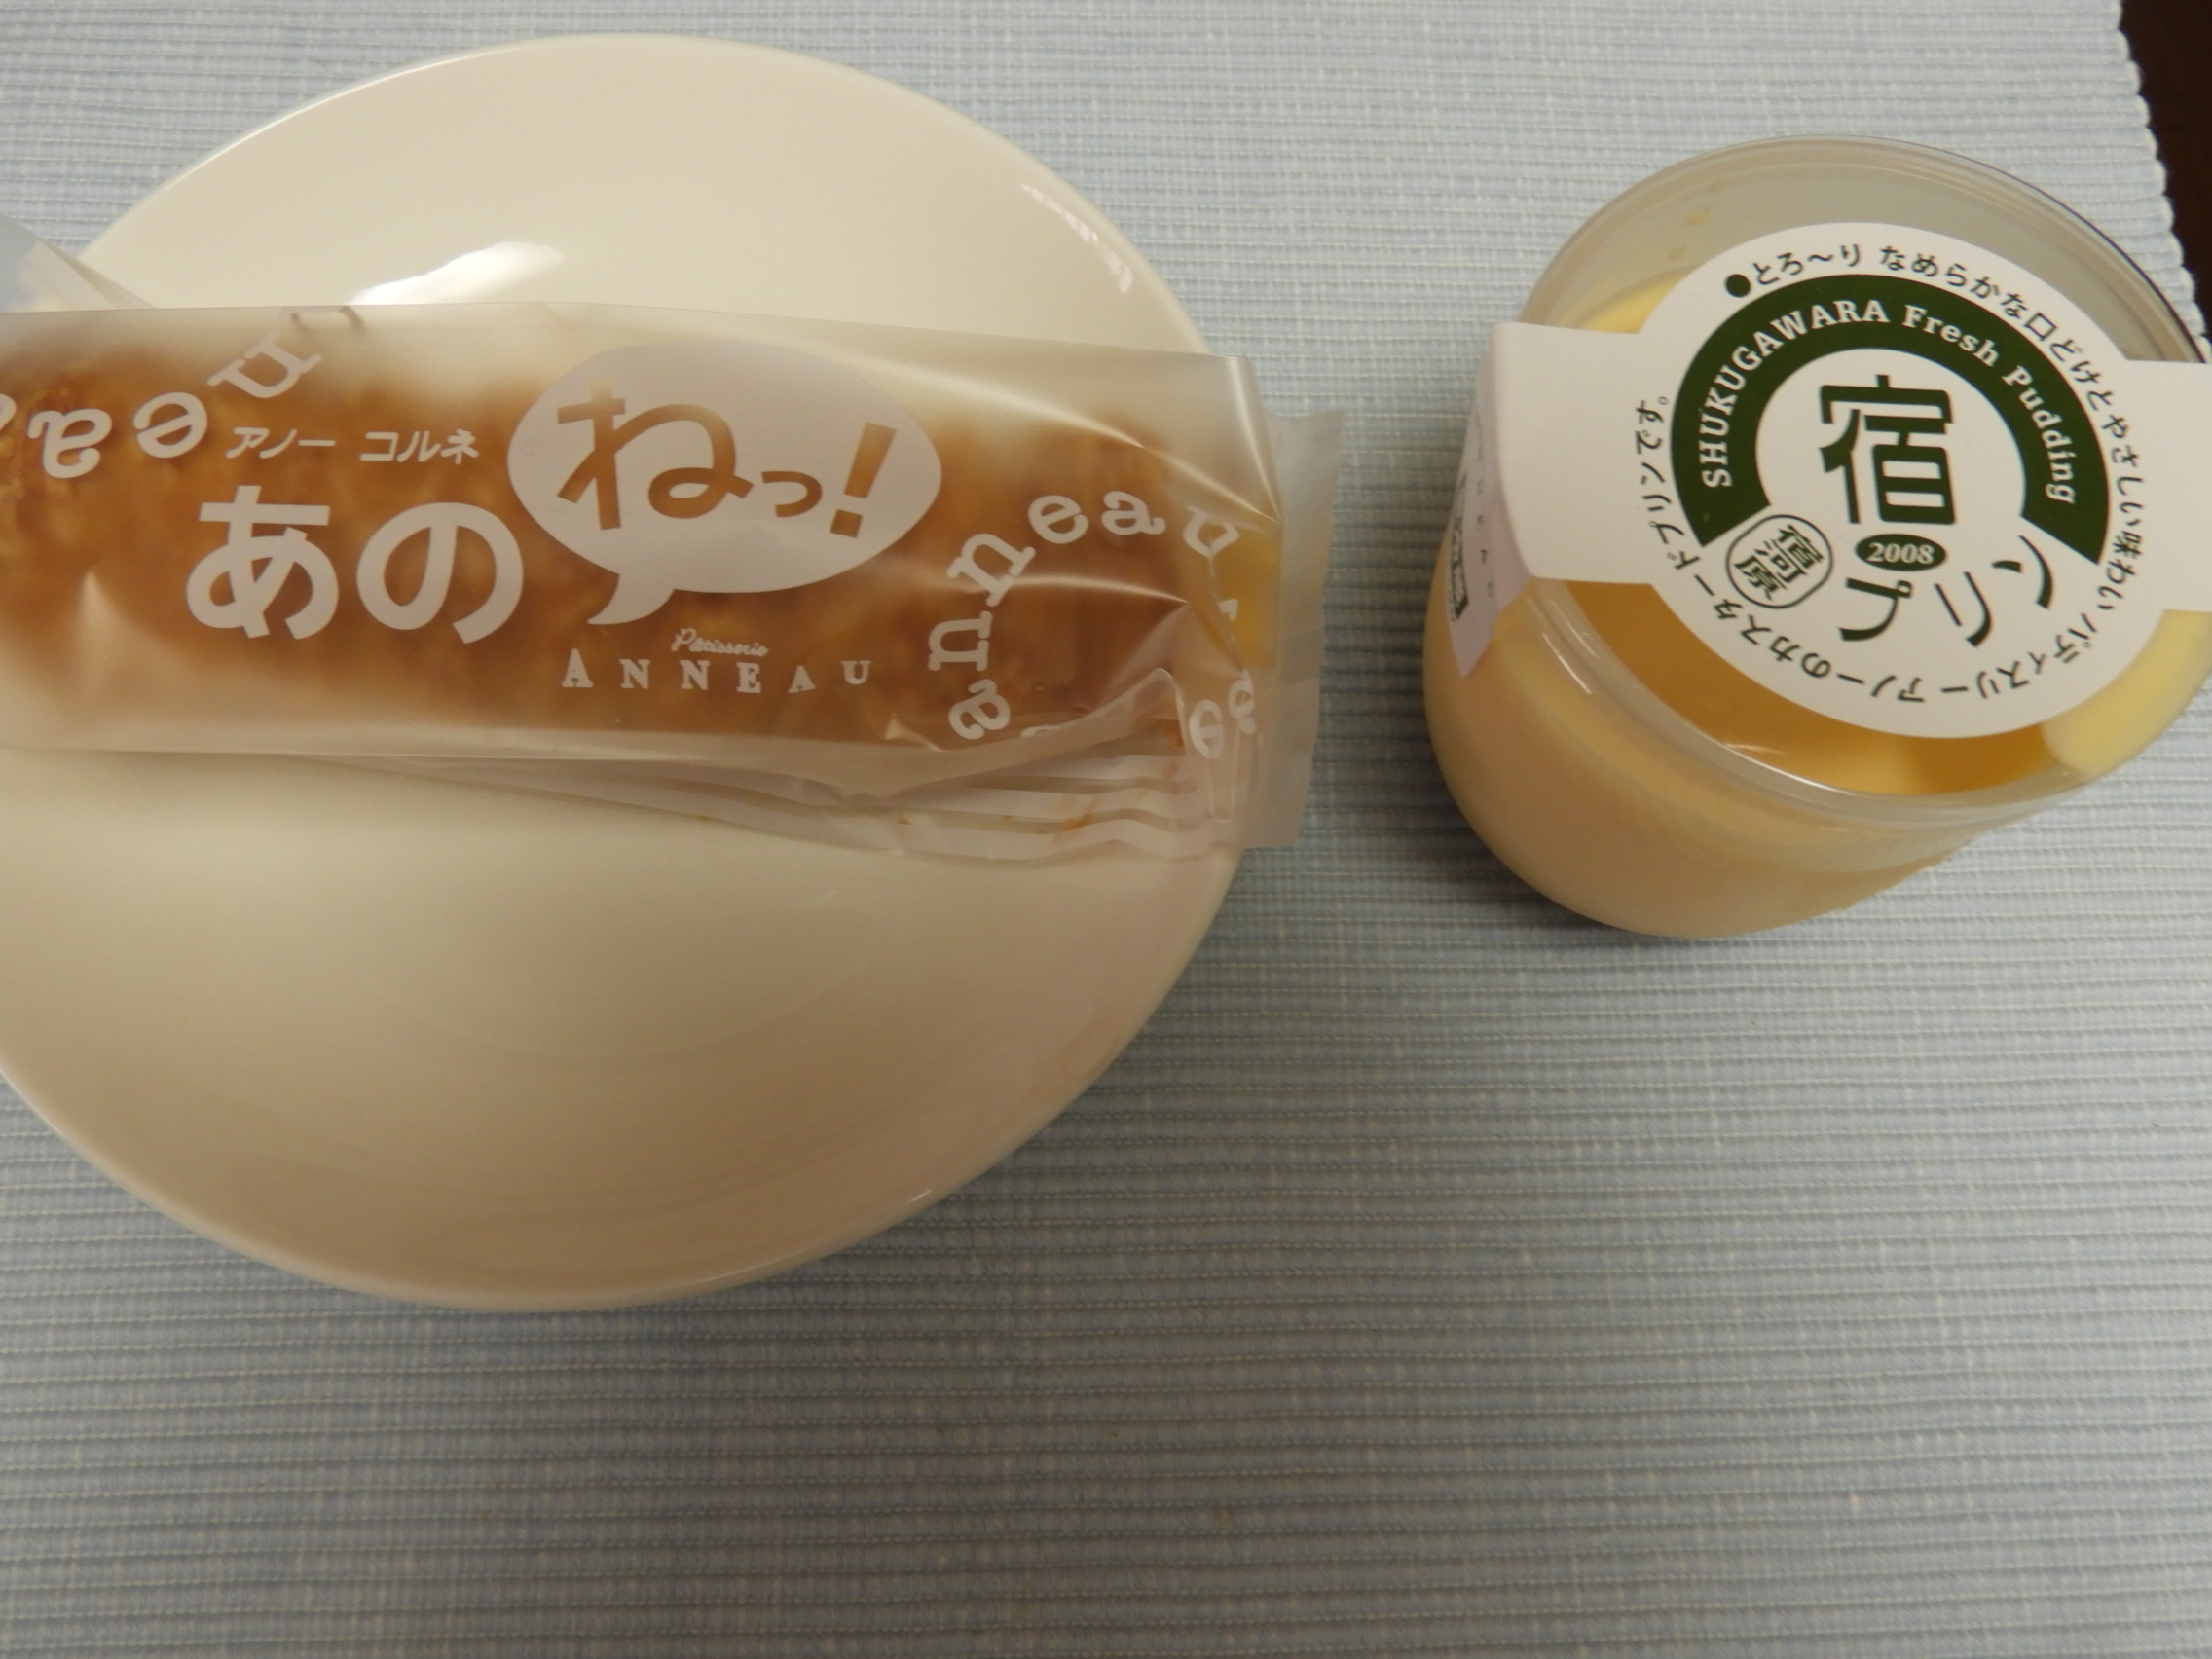 neau
アノー コルネ
あの
ねっ!
Pâtisserie
ANNEAU
anneau
●とろ〜り なめらかな口どけとやさしい味わい パティスリー アノーのカスタードプリンです。
SHUKUGAWARA Fresh Pudding
宿
2008
プリン
宿河原